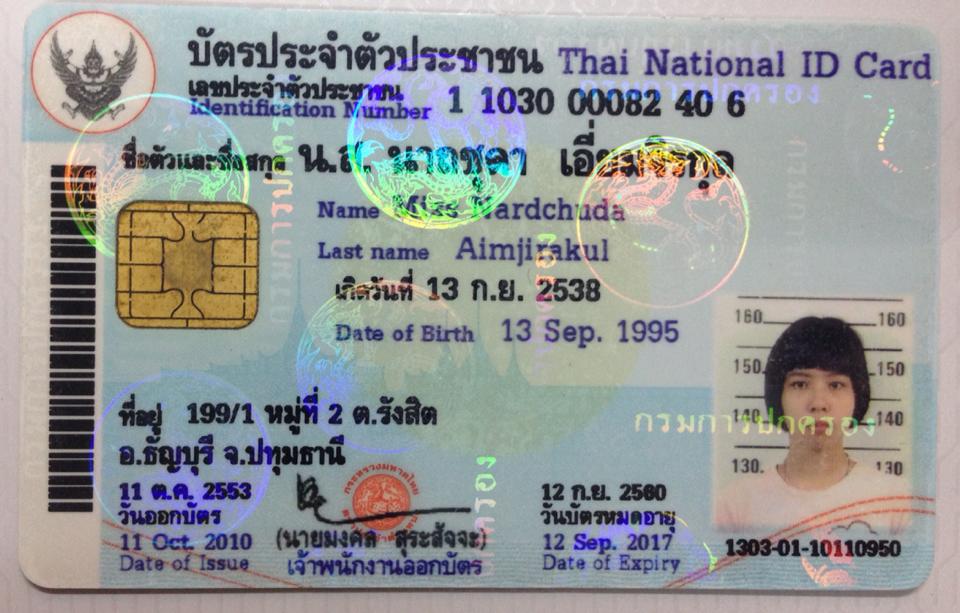 บัตรประจำตัวประชาชน Thai National ID Card
เลขประจำตัวประชาชน
Identification Number 1 1030 00082 40 6
ชื่อตัวและชื่อสกุล น.ส.
Name Miss Nardchuda
Last name Aimjirakul
เกิดวันที่ 13 ก.ย. 2538
Date of Birth 13 Sep. 1995
160 160
150 150
140 140
130. 130
ที่อยู่ 199/1 หมู่ที่ 2 ต.รังสิต
อ.ธัญบุรี จ.ปทุมธานี
กรมการปกครอง
11 ต.ค. 2553
วันออกบัตร
11 Oct. 2010
Date of Issue
(นายมงคล สุระสัจจะ)
เจ้าพนักงานออกบัตร
12 ก.ย. 2560
วันบัตรหมดอายุ
12 Sep. 2017
Date of Expiry
1303-01-10110950